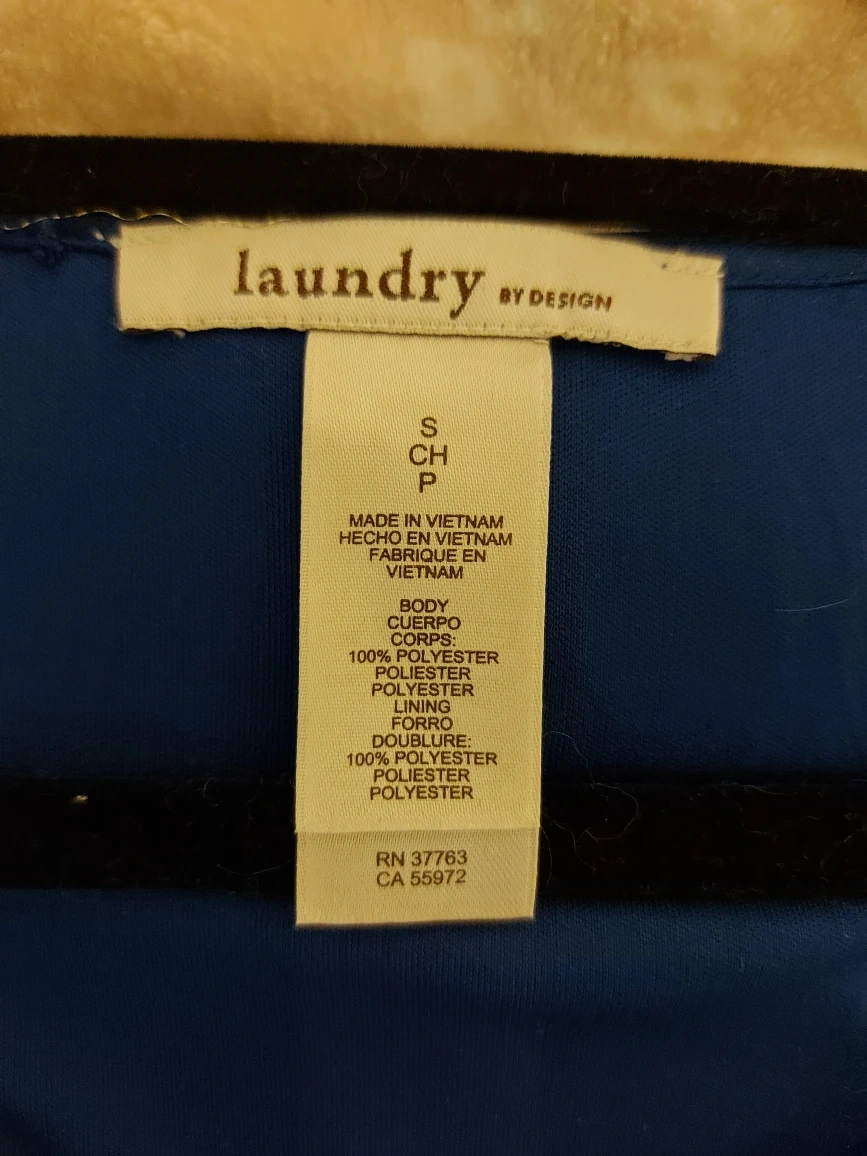 laundry BY DESIGN
S
CH
P
MADE IN VIETNAM
HECHO EN VIETNAM
FABRIQUE EN
VIETNAM
BODY
CUERPO
CORPS:
100% POLYESTER
POLIESTER
POLYESTER
LINING
FORRO
DOUBLURE:
100% POLYESTER
POLIESTER
POLYESTER
RN 37763
CA 55972